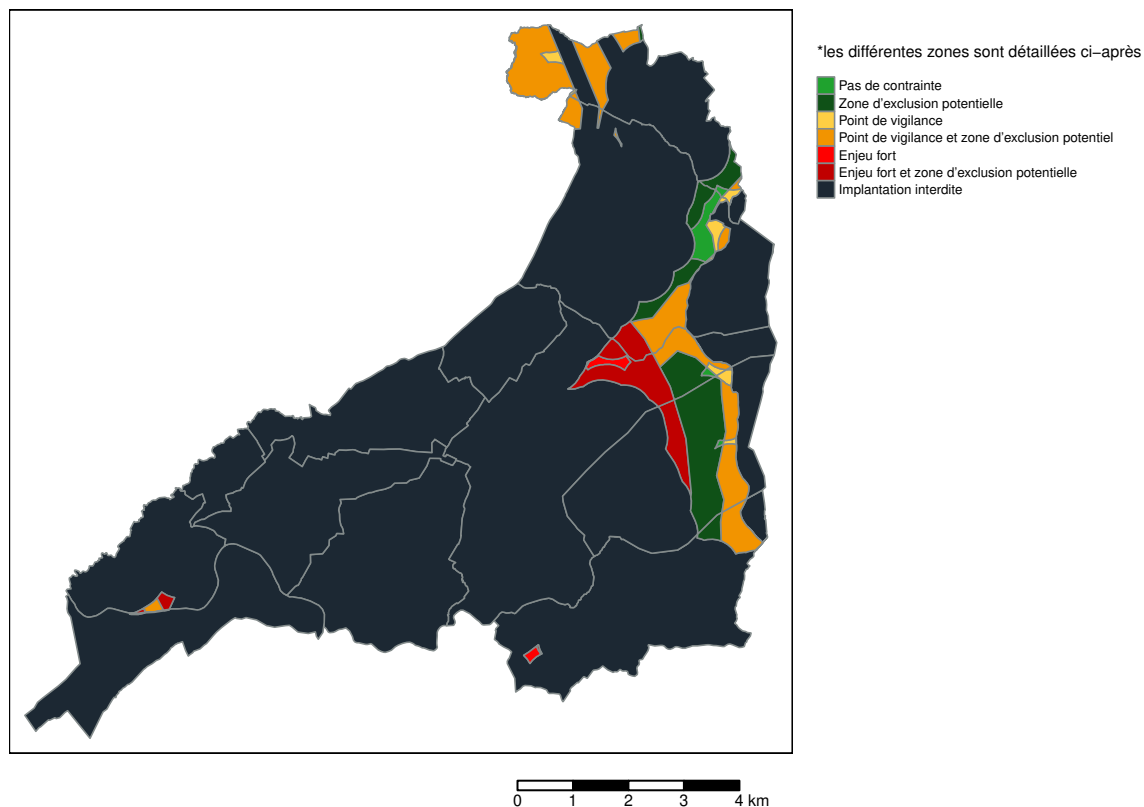 *les différentes zones sont détaillées ci−après
Pas de contrainte
Zone d'exclusion potentielle
Point de vigilance
Point de vigilance et zone d'exclusion potentiel
Enjeu fort
Enjeu fort et zone d'exclusion potentielle
Implantation interdite
0 1 2 3 4 km